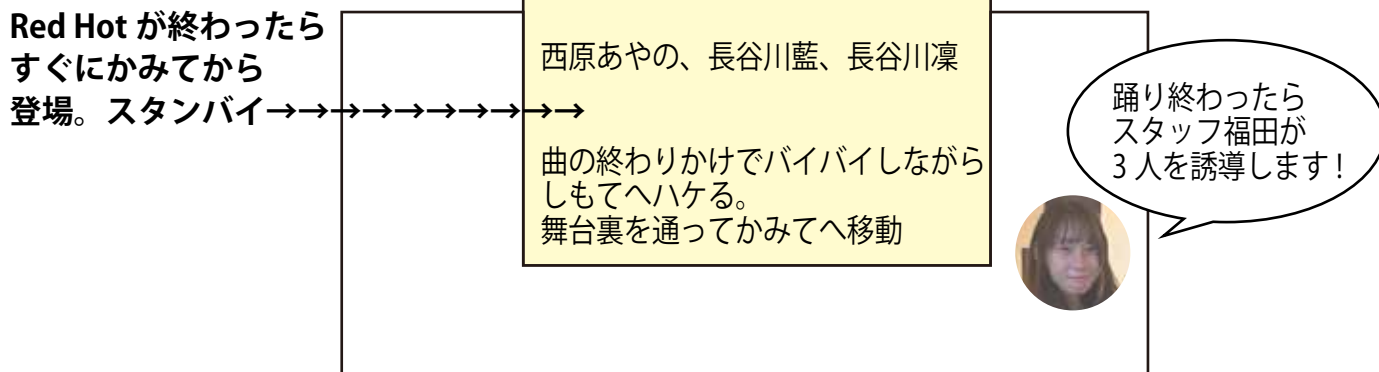 Red Hot が終わったら
すぐにかみてから
登場。スタンバイ→→→→→→→→→→
西原あやの、長谷川藍、長谷川凜
曲の終わりかけでバイバイしながら
しもてへハケる。
舞台裏を通ってかみてへ移動
踊り終わったら
スタッフ福田が
3人を誘導します!